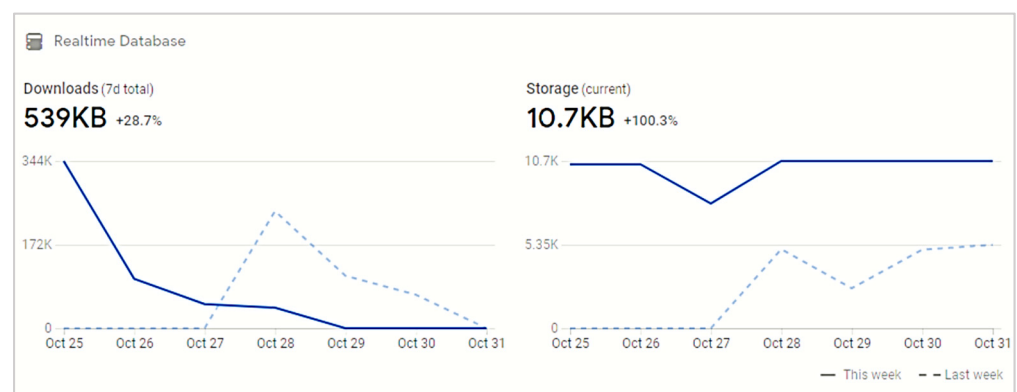 Realtime Database
Downloads (7d total)
539KB +28.7%
344K
172K
0
Oct 25 Oct 26 Oct 27 Oct 28 Oct 29 Oct 30 Oct 31
Storage (current)
10.7KB +100.3%
10.7K
5.35K
0
Oct 25 Oct 26 Oct 27 Oct 28 Oct 29 Oct 30 Oct 31
This week Last week